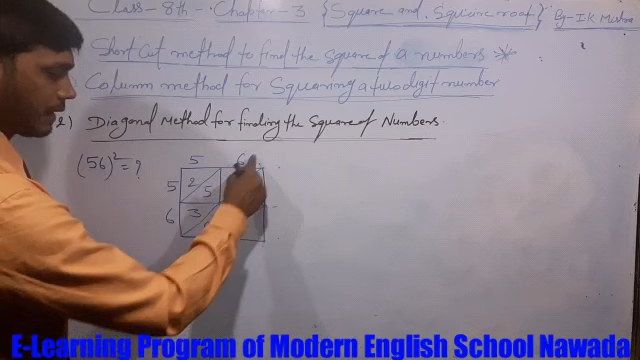 Class - 8th - Chapter - 3 {Square and Square root} By - I.K Mishra
Short Cut method to find the square of a numbers *
Column method for Squaring a two digit number
2) Diagonal Method for finding the Square of Numbers.
(56)² = ?
5 6
5 2 5
6 3
E-Learning Program of Modern English School Nawada